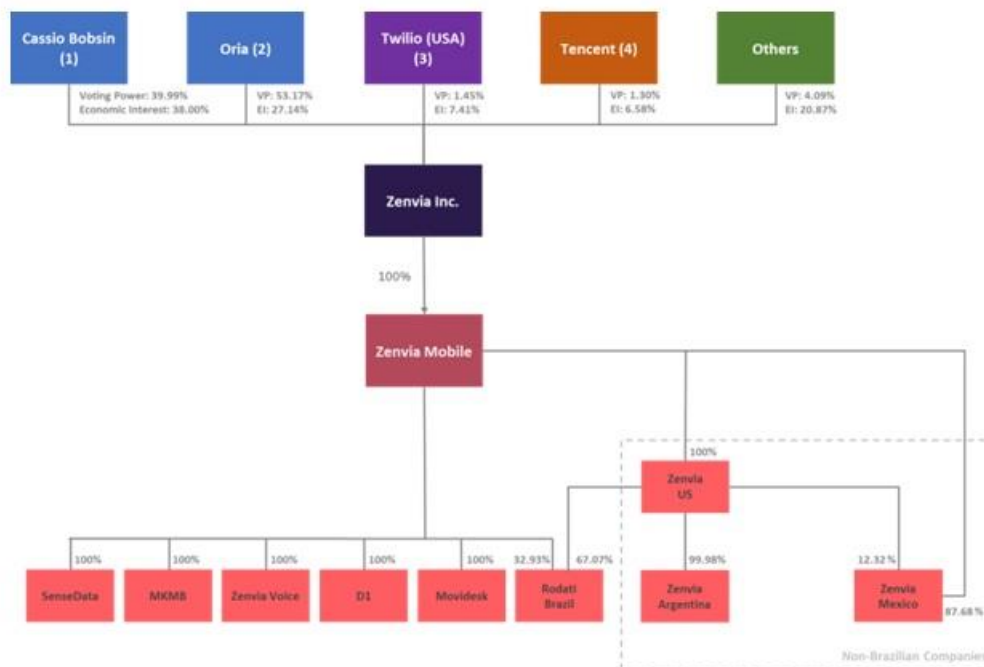 Cassio Bobsin
(1)
Oria (2)
Twilio (USA)
(3)
Tencent (4)
Others
Voting Power: 39.99%
Economic Interest: 38.00%
VP: 53.17%
EI: 27.14%
VP: 1.45%
EI: 7.41%
VP: 1.30%
EI: 6.58%
VP: 4.09%
EI: 20.87%
Zenvia Inc.
100%
Zenvia Mobile
100%
Zenvia
US
100%
100%
100%
100%
100%
32.93%
67.07%
99.98%
12.32%
SenseData
MKMB
Zenvia Voice
D1
Movidesk
Rodati
Brazil
Zenvia
Argentina
Zenvia
Mexico
87.68%
Non-Brazilian Companies